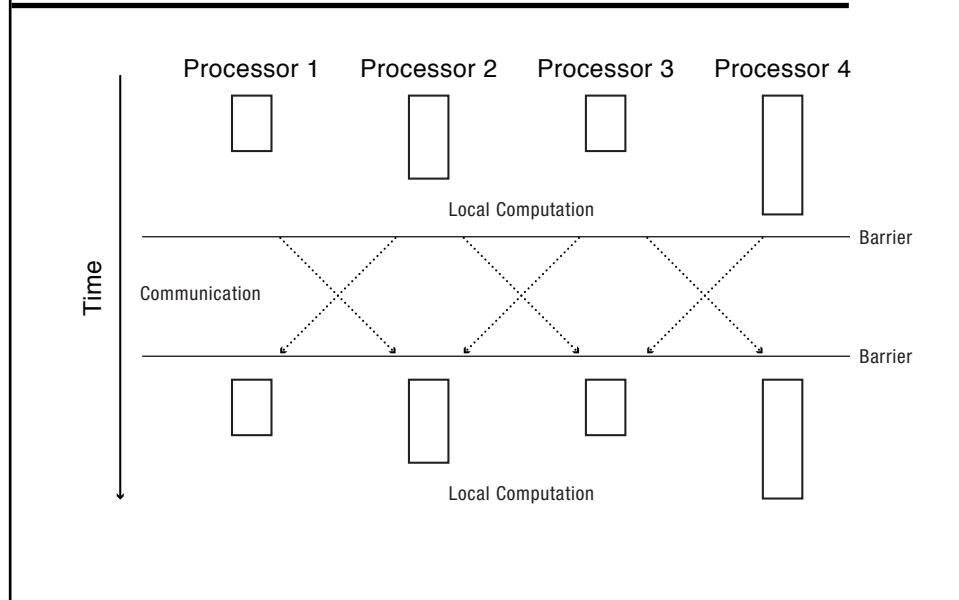 Processor 1 Processor 2 Processor 3 Processor 4
Local Computation
Barrier
Time
Communication
Barrier
Local Computation